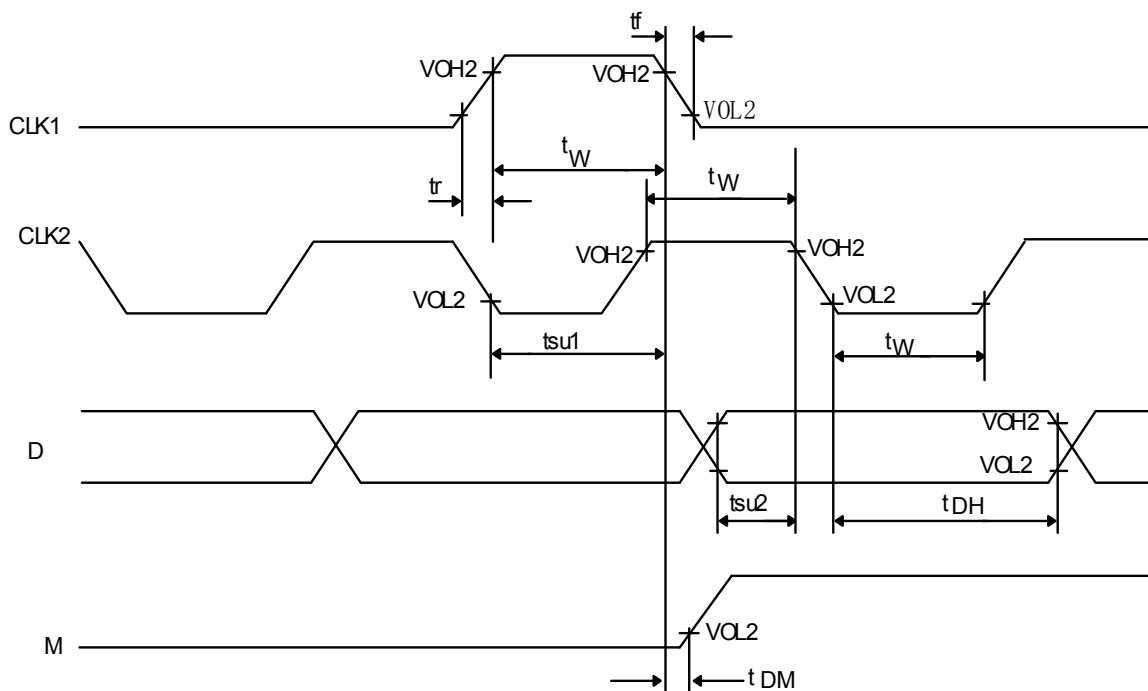 tf
VOH2
VOH2
VOL2
CLK1
tW
tr
tW
CLK2
VOH2
VOH2
VOL2
VOL2
tsu1
tW
D
VOH2
VOL2
tsu2
tDH
M
VOL2
tDM